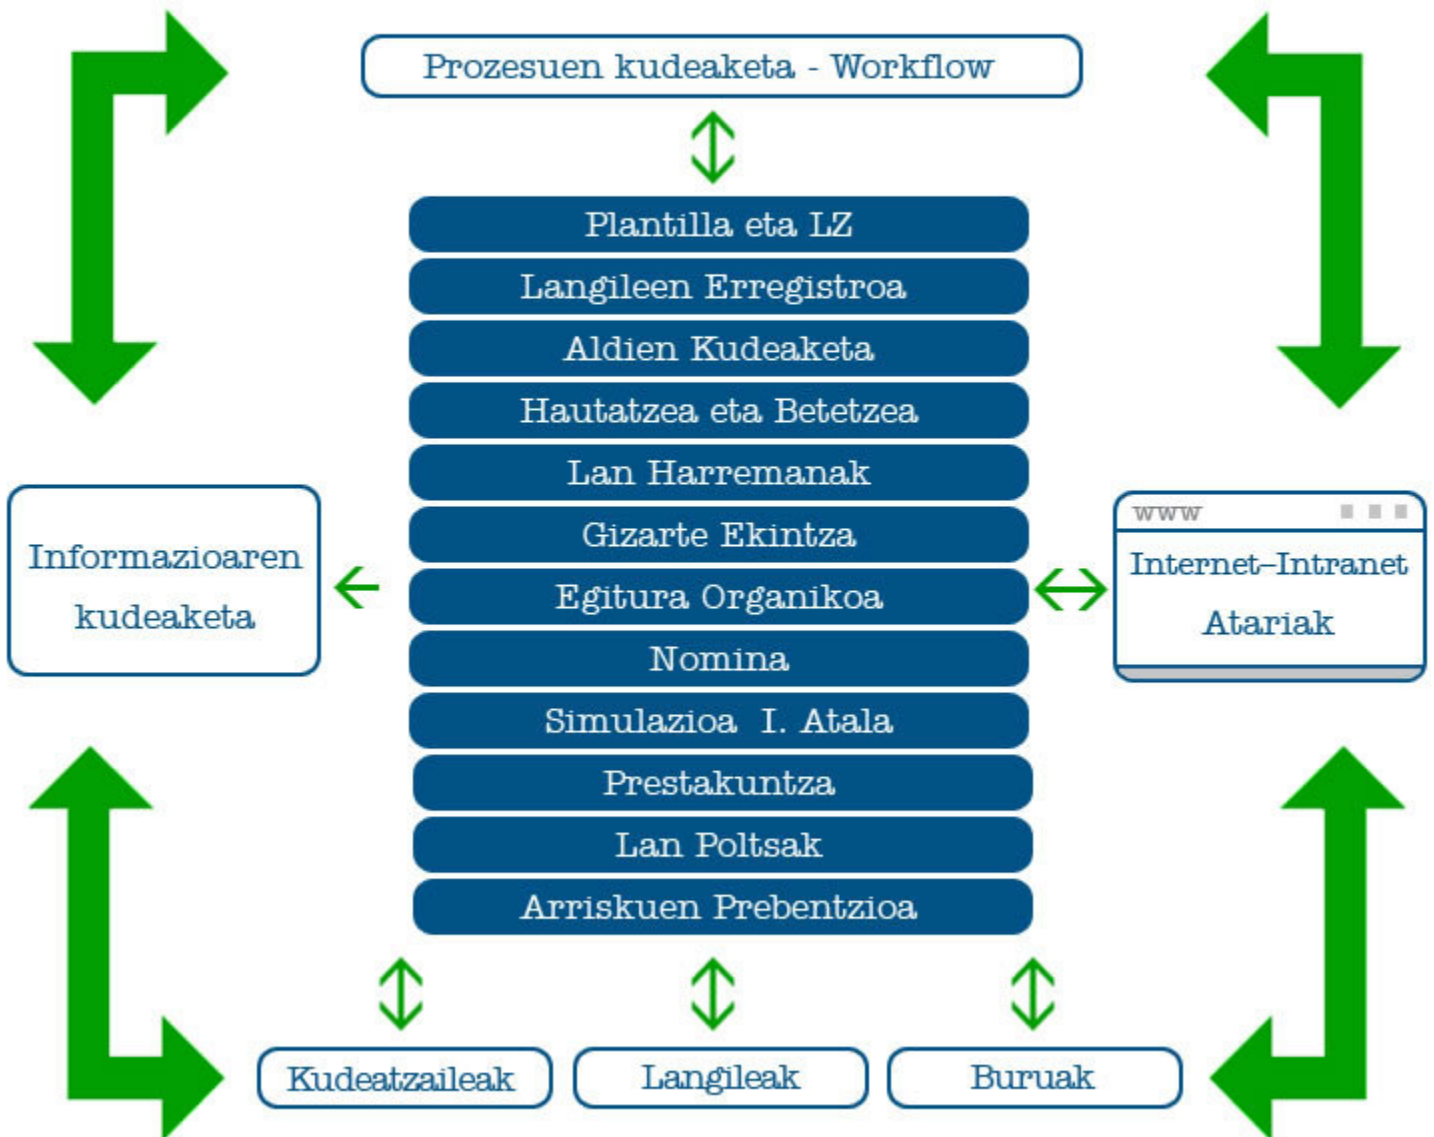 Prozesuen kudeaketa - Workflow
Plantilla eta LZ
Langileen Erregistroa
Aldien Kudeaketa
Hautatzea eta Betetzea
Lan Harremanak
Gizarte Ekintza
Egitura Organikoa
Nomina
Simulazioa I. Atala
Prestakuntza
Lan Poltsak
Arriskuen Prebentzioa
Informazioaren
kudeaketa
www
Internet–Intranet
Atariak
Kudeatzaileak
Langileak
Buruak